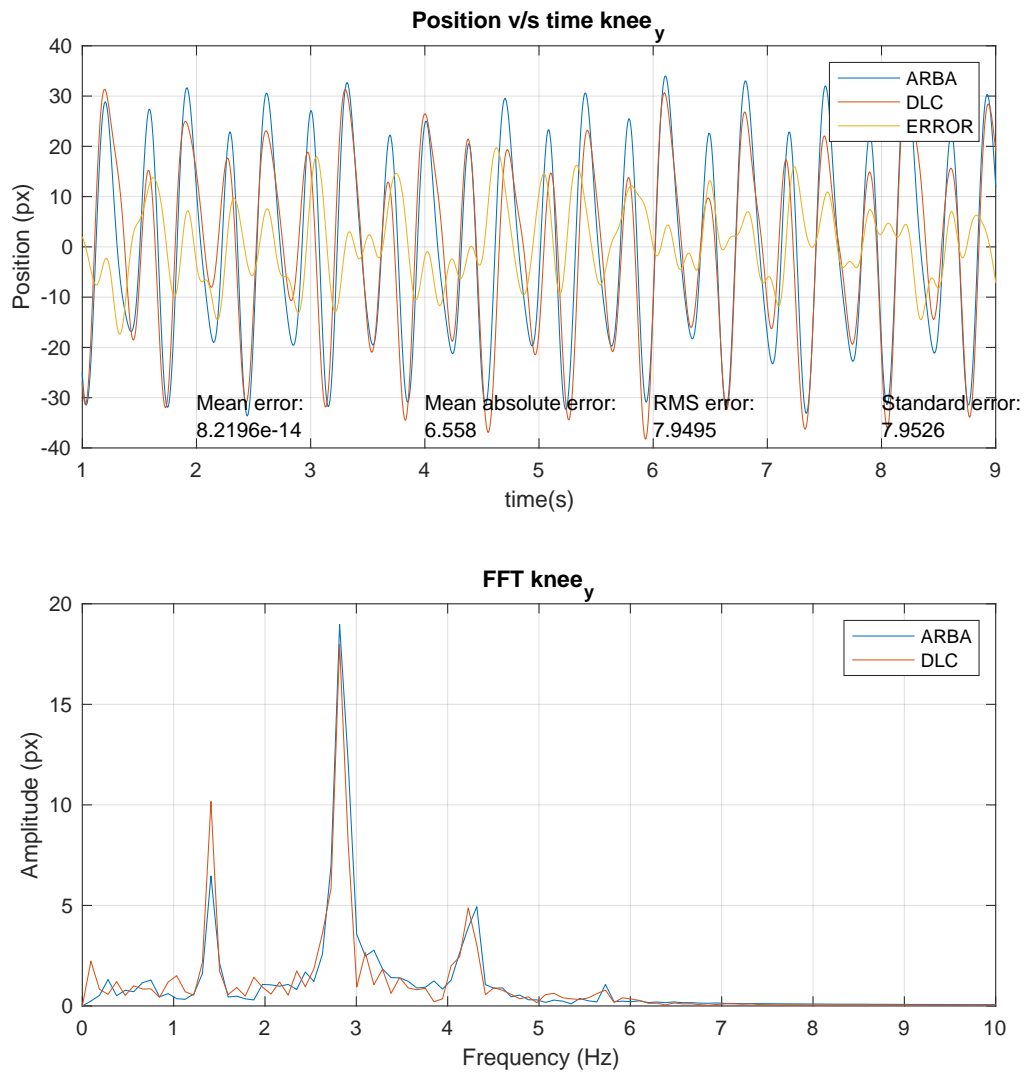 Position v/s time knee_y
40
30
20
10
0
-10
-20
-30
-40
Position (px)
ARBA
DLC
ERROR
Mean error:
8.2196e-14
Mean absolute error:
6.558
RMS error:
7.9495
Standard error:
7.9526
1 2 3 4 5 6 7 8 9
time(s)
FFT knee_y
20
15
10
5
0
Amplitude (px)
ARBA
DLC
0 1 2 3 4 5 6 7 8 9 10
Frequency (Hz)